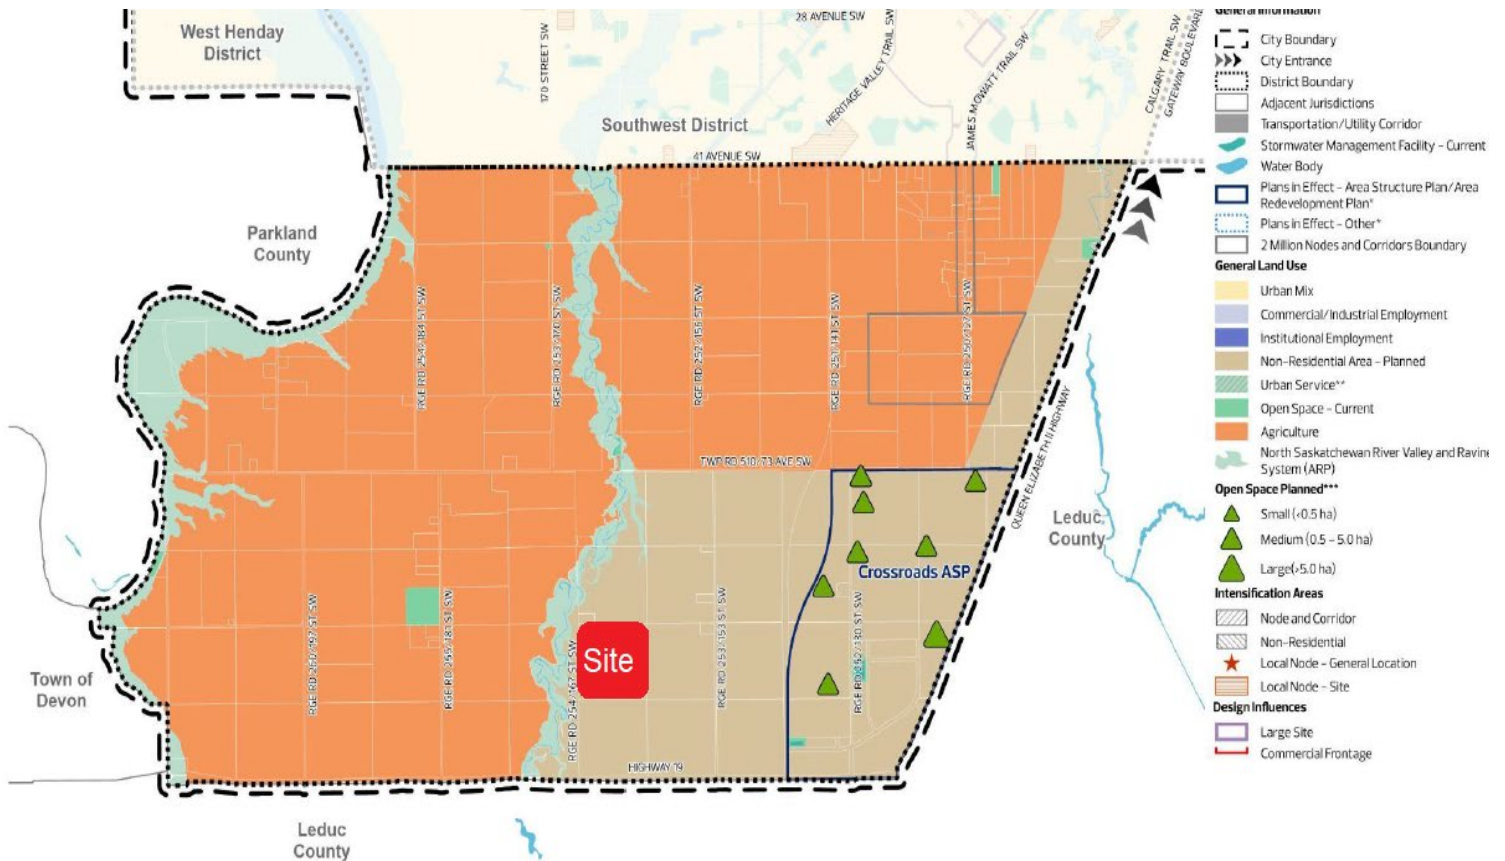 General Information
City Boundary
City Entrance
District Boundary
Adjacent Jurisdictions
Transportation/Utility Corridor
Stormwater Management Facility – Current
Water Body
Plans in Effect – Area Structure Plan/Area
Redevelopment Plan*
Plans in Effect – Other*
2 Million Nodes and Corridors Boundary
General Land Use
Urban Mix
Commercial/Industrial Employment
Institutional Employment
Non-Residential Area – Planned
Urban Service**
Open Space – Current
Agriculture
North Saskatchewan River Valley and Ravine
System (ARP)
Open Space Planned***
Small (<0.5 ha)
Medium (0.5 – 5.0 ha)
Large(>5.0 ha)
Intensification Areas
Node and Corridor
Non-Residential
Local Node – General Location
Local Node – Site
Design Influences
Large Site
Commercial Frontage
West Henday
District
170 STREET SW
28 AVENUE SW
HERITAGE VALLEY TRAIL SW
JAMES MOWATT TRAIL SW
CALGARY TRAIL SW
GATEWAY BOULEVARD
Southwest District
41 AVENUE SW
Parkland
County
RGE RD 254/184 ST SW
RGE RD 253/170 ST SW
RGE RD 252/156 ST SW
RGE RD 251/141 ST SW
RGE RD 250/127 ST SW
TWP RD 510/73 AVE SW
QUEEN ELIZABETH II HIGHWAY
Leduc
County
Crossroads ASP
RGE RD 260/197 ST SW
RGE RD 255/181 ST SW
RGE RD 254/167 ST SW
Site
RGE RD 253/153 ST SW
RGE RD 252/130 ST SW
Town of
Devon
HIGHWAY 19
Leduc
County